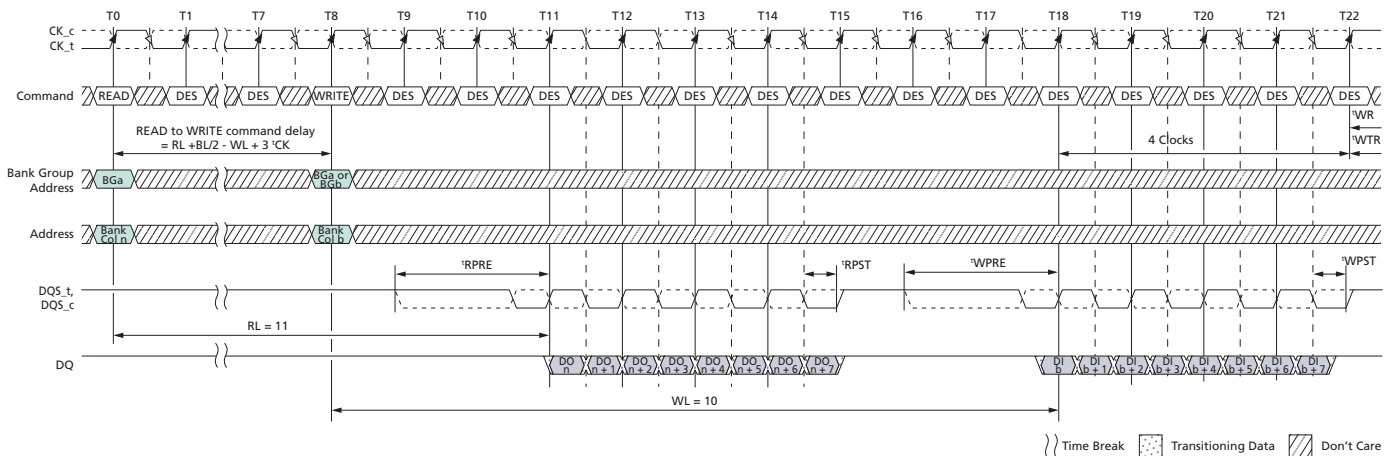 T0 T1 T7 T8 T9 T10 T11 T12 T13 T14 T15 T16 T17 T18 T19 T20 T21 T22
CK_c
CK_t
Command READ DES DES WRITE DES DES DES DES DES DES DES DES DES DES DES DES DES DES
READ to WRITE command delay
= RL +BL/2 - WL + 3 tCK
tWR
4 Clocks tWTR
Bank Group
Address
BGa
BGa or
BGb
Address
Bank
Col n
Bank
Col b
tRPRE tRPST tWPRE tWPST
DQS_t,
DQS_c
RL = 11
DQ
DO
n
DO
n + 1
DO
n + 2
DO
n + 3
DO
n + 4
DO
n + 5
DO
n + 6
DO
n + 7
DI
b
DI
b + 1
DI
b + 2
DI
b + 3
DI
b + 4
DI
b + 5
DI
b + 6
DI
b + 7
WL = 10
Time Break Transitioning Data Don't Care